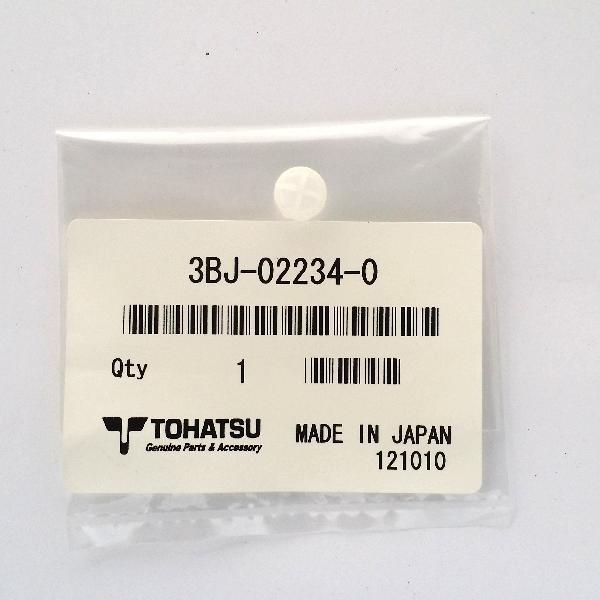 3BJ-02234-0
Qty 1
TOHATSU
Genuine Parts & Accessory
MADE IN JAPAN
121010